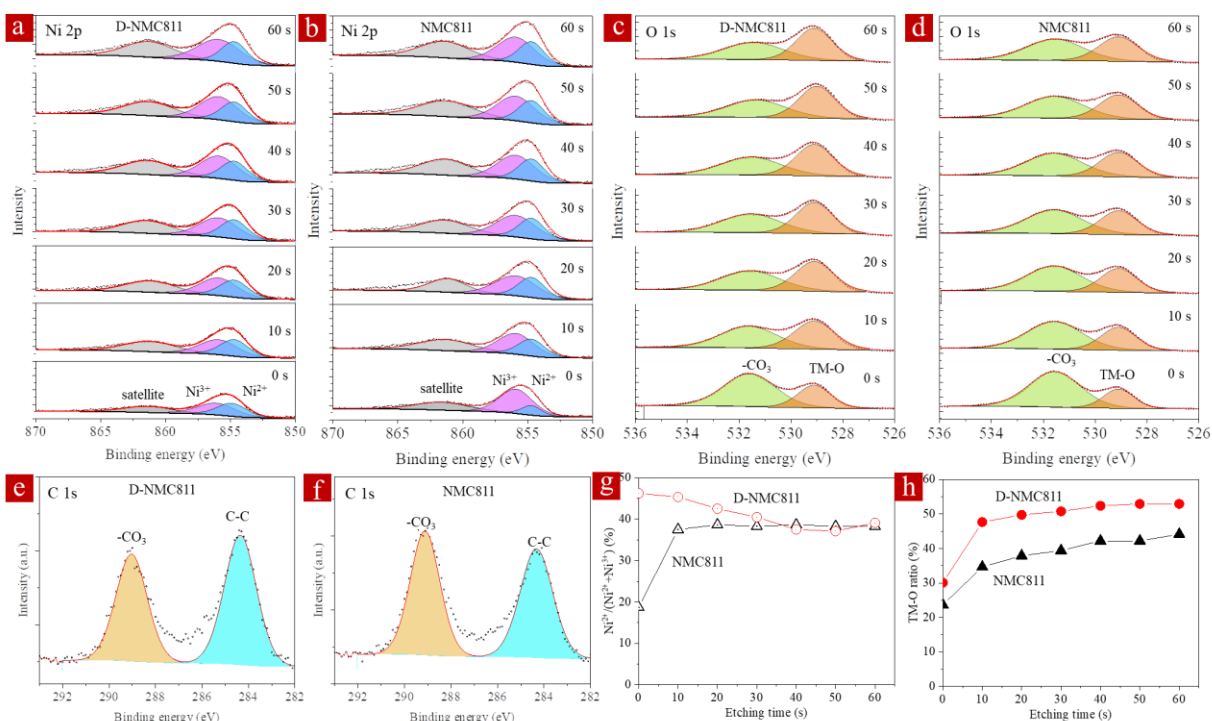 a
Ni 2p
D-NMC811
60 s
50 s
40 s
30 s
20 s
10 s
0 s
satellite
Ni³⁺
Ni²⁺
Intensity
870
865
860
855
850
Binding energy (eV)
b
Ni 2p
NMC811
60 s
50 s
40 s
30 s
20 s
10 s
0 s
satellite
Ni³⁺
Ni²⁺
Intensity
870
865
860
855
850
Binding energy (eV)
c
O 1s
D-NMC811
60 s
50 s
40 s
30 s
20 s
10 s
0 s
-CO₃
TM-O
Intensity
536
534
532
530
528
526
Binding energy (eV)
d
O 1s
NMC811
60 s
50 s
40 s
30 s
20 s
10 s
0 s
-CO₃
TM-O
Intensity
536
534
532
530
528
526
Binding energy (eV)
e
C 1s
D-NMC811
-CO₃
C-C
Intensity (a.u.)
292
290
288
286
284
282
Binding energy (eV)
f
C 1s
NMC811
-CO₃
C-C
Intensity (a.u.)
292
290
288
286
284
282
Binding energy (eV)
g
D-NMC811
NMC811
Ni²⁺/(Ni²⁺+Ni³⁺) (%)
50
40
30
20
10
0
0
10
20
30
40
50
60
Etching time (s)
h
D-NMC811
NMC811
TM-O ratio (%)
60
50
40
30
20
10
0
0
10
20
30
40
50
60
Etching time (s)